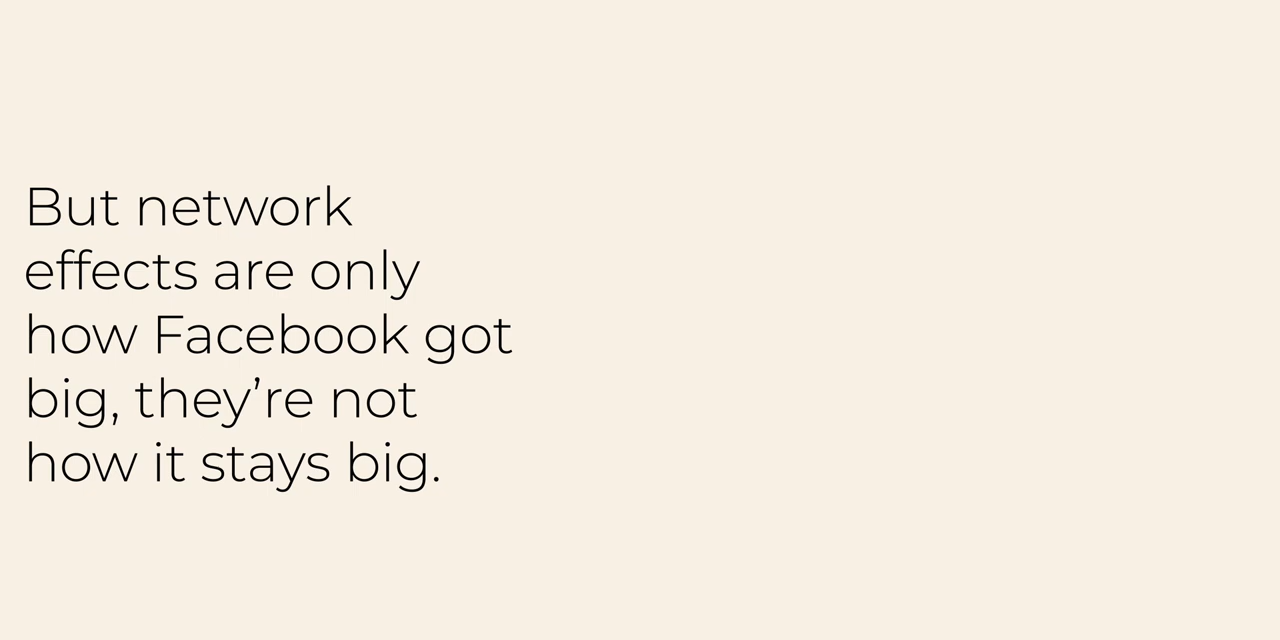 But network
effects are only
how Facebook got
big, they’re not
how it stays big.